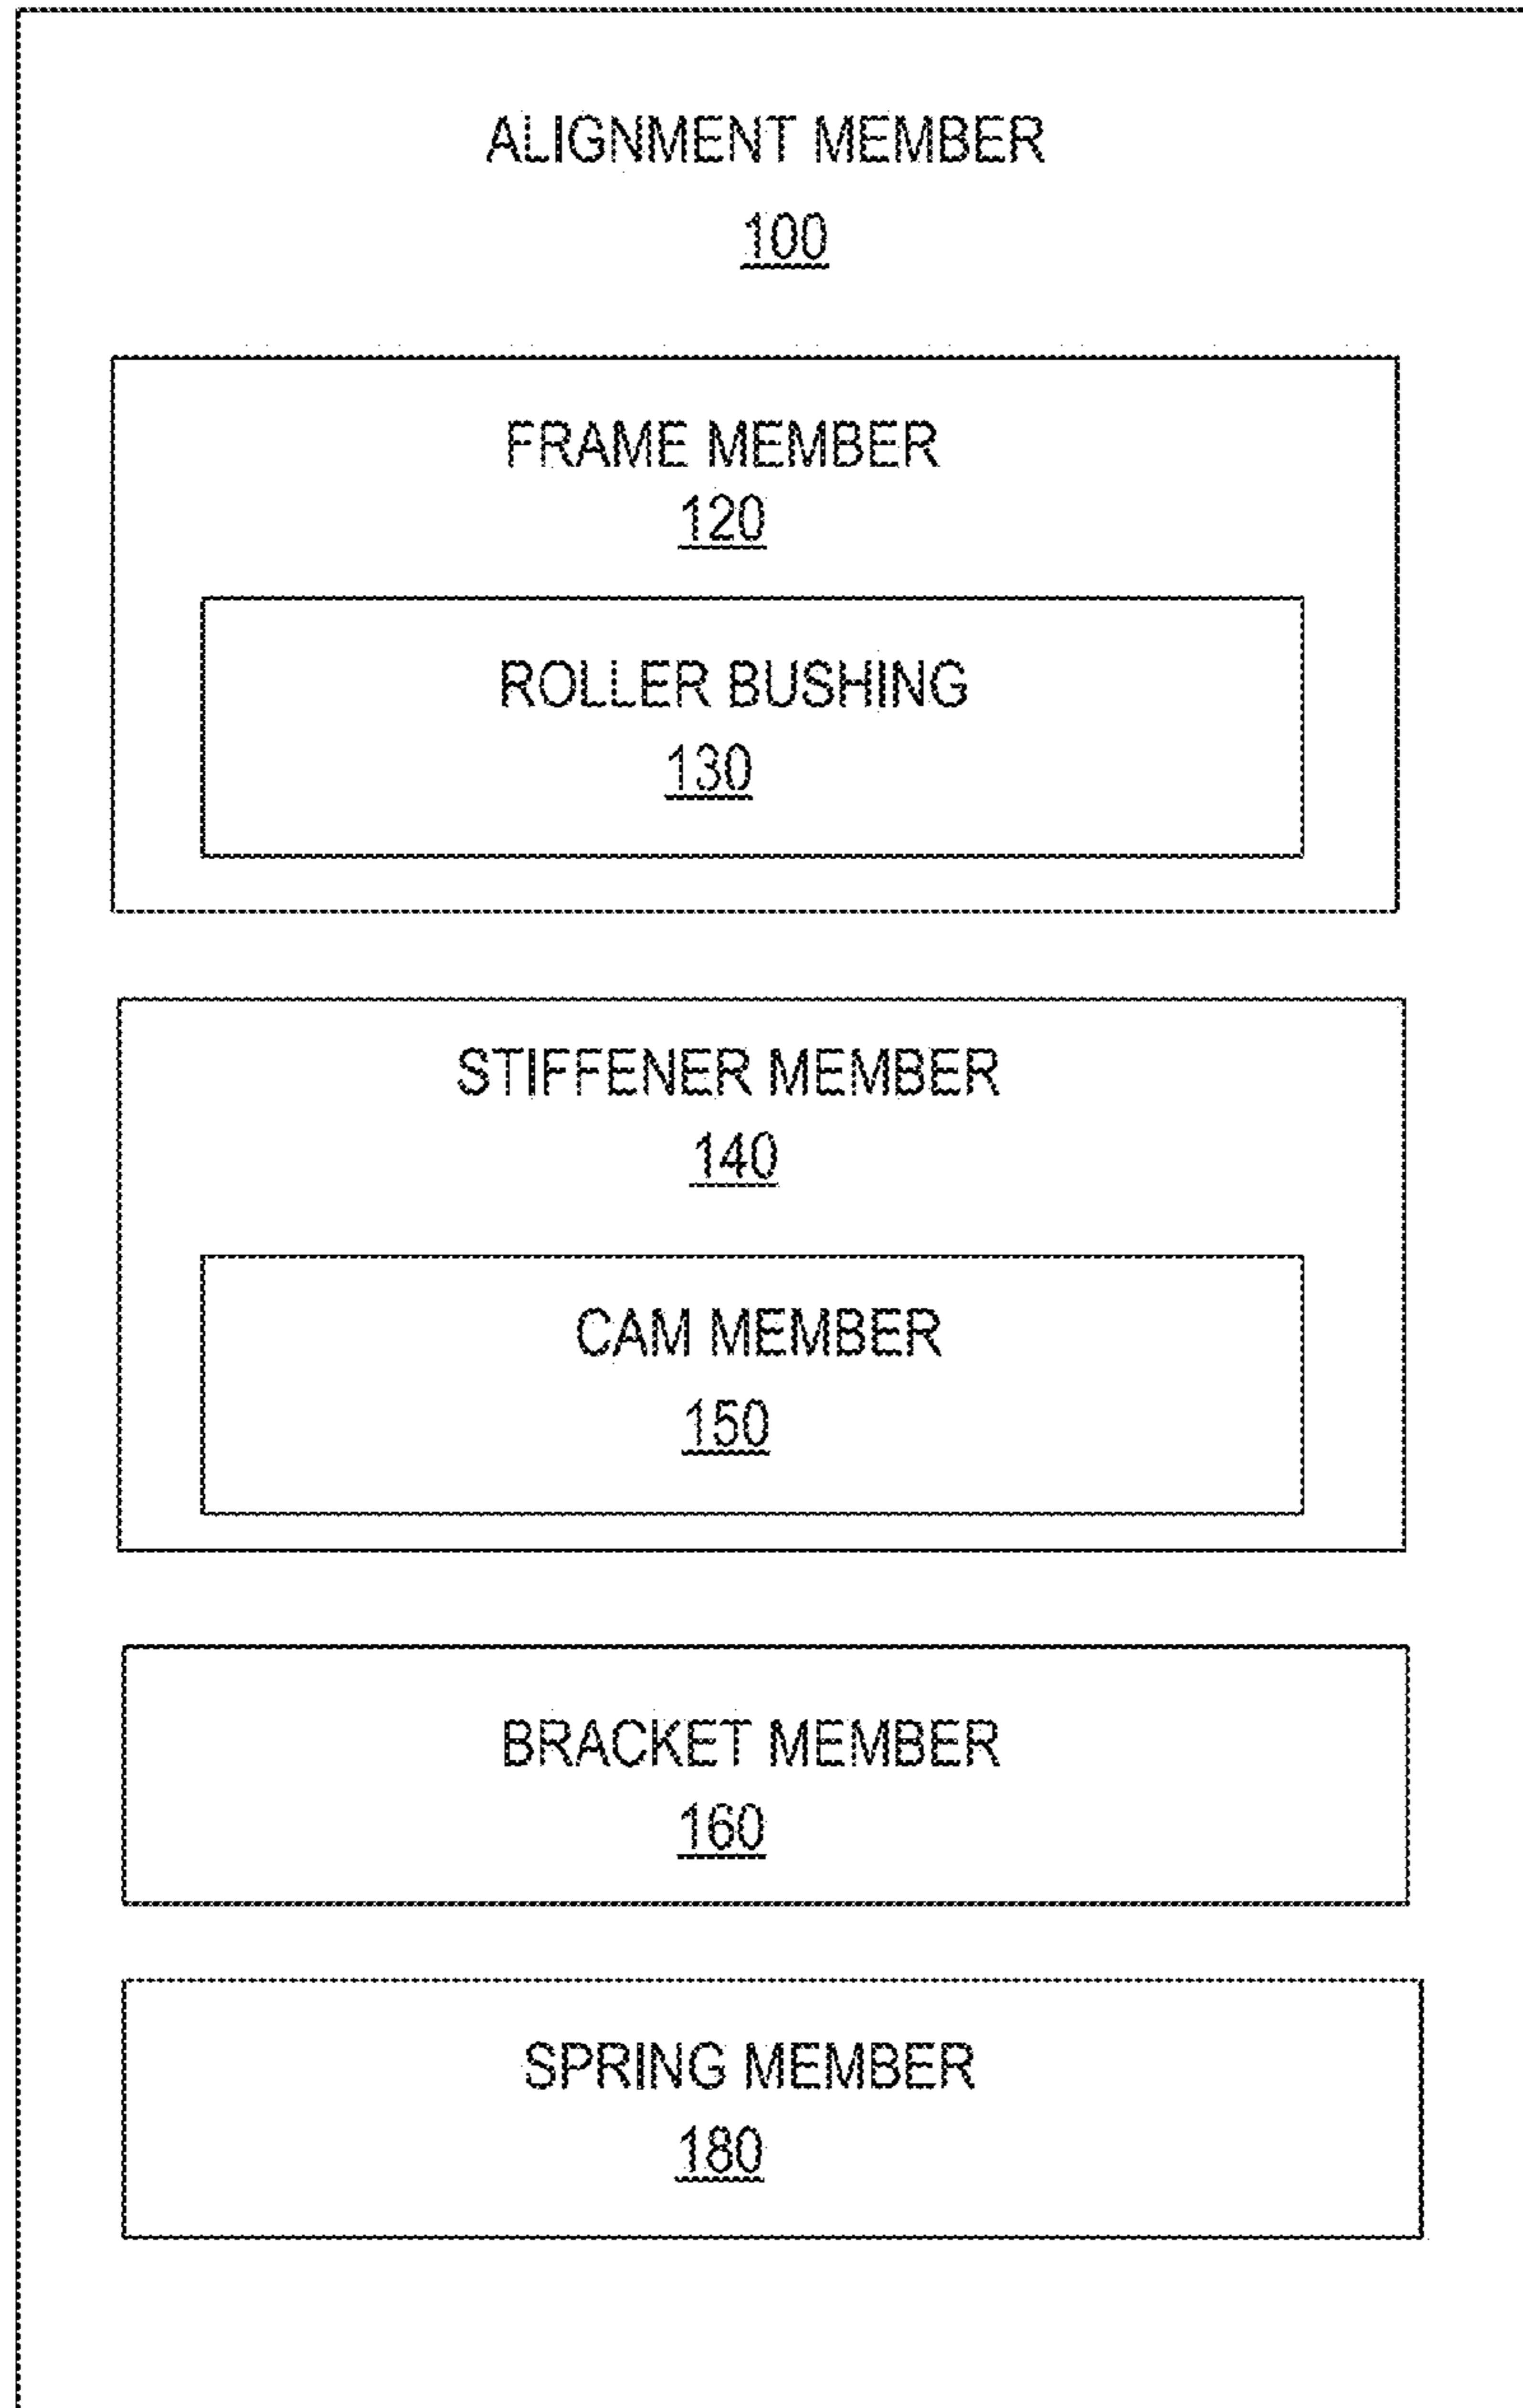 ALIGNMENT MEMBER
100
FRAME MEMBER
120
ROLLER BUSHING
130
STIFFENER MEMBER
140
CAM MEMBER
150
BRACKET MEMBER
160
SPRING MEMBER
180